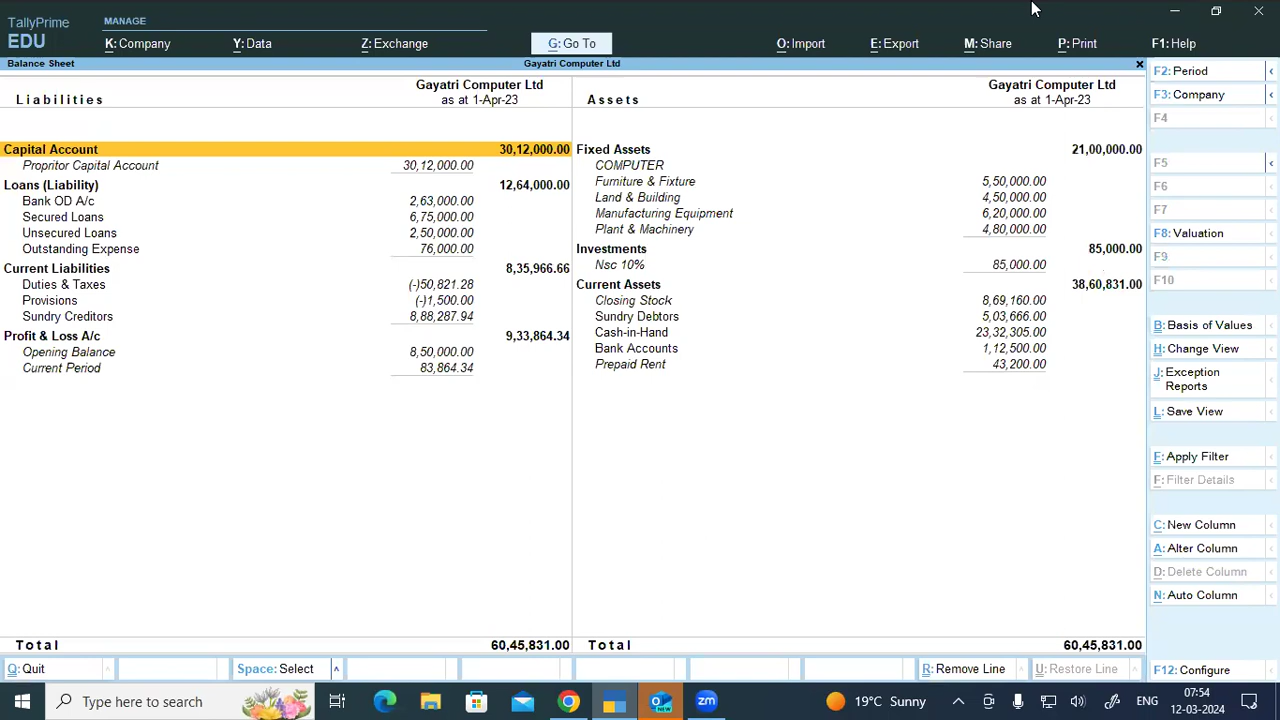 TallyPrime
EDU
MANAGE
K: Company
Y: Data
Z: Exchange
G: Go To
O: Import
E: Export
M: Share
P: Print
F1: Help
Balance Sheet
Gayatri Computer Ltd
Liabilities
Gayatri Computer Ltd
as at 1-Apr-23
Assets
Gayatri Computer Ltd
as at 1-Apr-23
Capital Account 30,12,000.00
Propritor Capital Account 30,12,000.00
Loans (Liability) 12,64,000.00
Bank OD A/c 2,63,000.00
Secured Loans 6,75,000.00
Unsecured Loans 2,50,000.00
Outstanding Expense 76,000.00
Current Liabilities 8,35,966.66
Duties & Taxes (-)50,821.28
Provisions (-)1,500.00
Sundry Creditors 8,88,287.94
Profit & Loss A/c 9,33,864.34
Opening Balance 8,50,000.00
Current Period 83,864.34
Total 60,45,831.00
Fixed Assets 21,00,000.00
COMPUTER
Furniture & Fixture 5,50,000.00
Land & Building 4,50,000.00
Manufacturing Equipment 6,20,000.00
Plant & Machinery 4,80,000.00
Investments 85,000.00
Nsc 10% 85,000.00
Current Assets 38,60,831.00
Closing Stock 8,69,160.00
Sundry Debtors 5,03,666.00
Cash-in-Hand 23,32,305.00
Bank Accounts 1,12,500.00
Prepaid Rent 43,200.00
Total 60,45,831.00
F2: Period
F3: Company
F4
F5
F6
F7
F8: Valuation
F9
F10
B: Basis of Values
H: Change View
J: Exception
Reports
L: Save View
F: Apply Filter
F: Filter Details
C: New Column
A: Alter Column
D: Delete Column
N: Auto Column
F12: Configure
Q: Quit
Space: Select
R: Remove Line
U: Restore Line
Type here to search
NEW
zm
19°C Sunny
ENG
07:54
12-03-2024